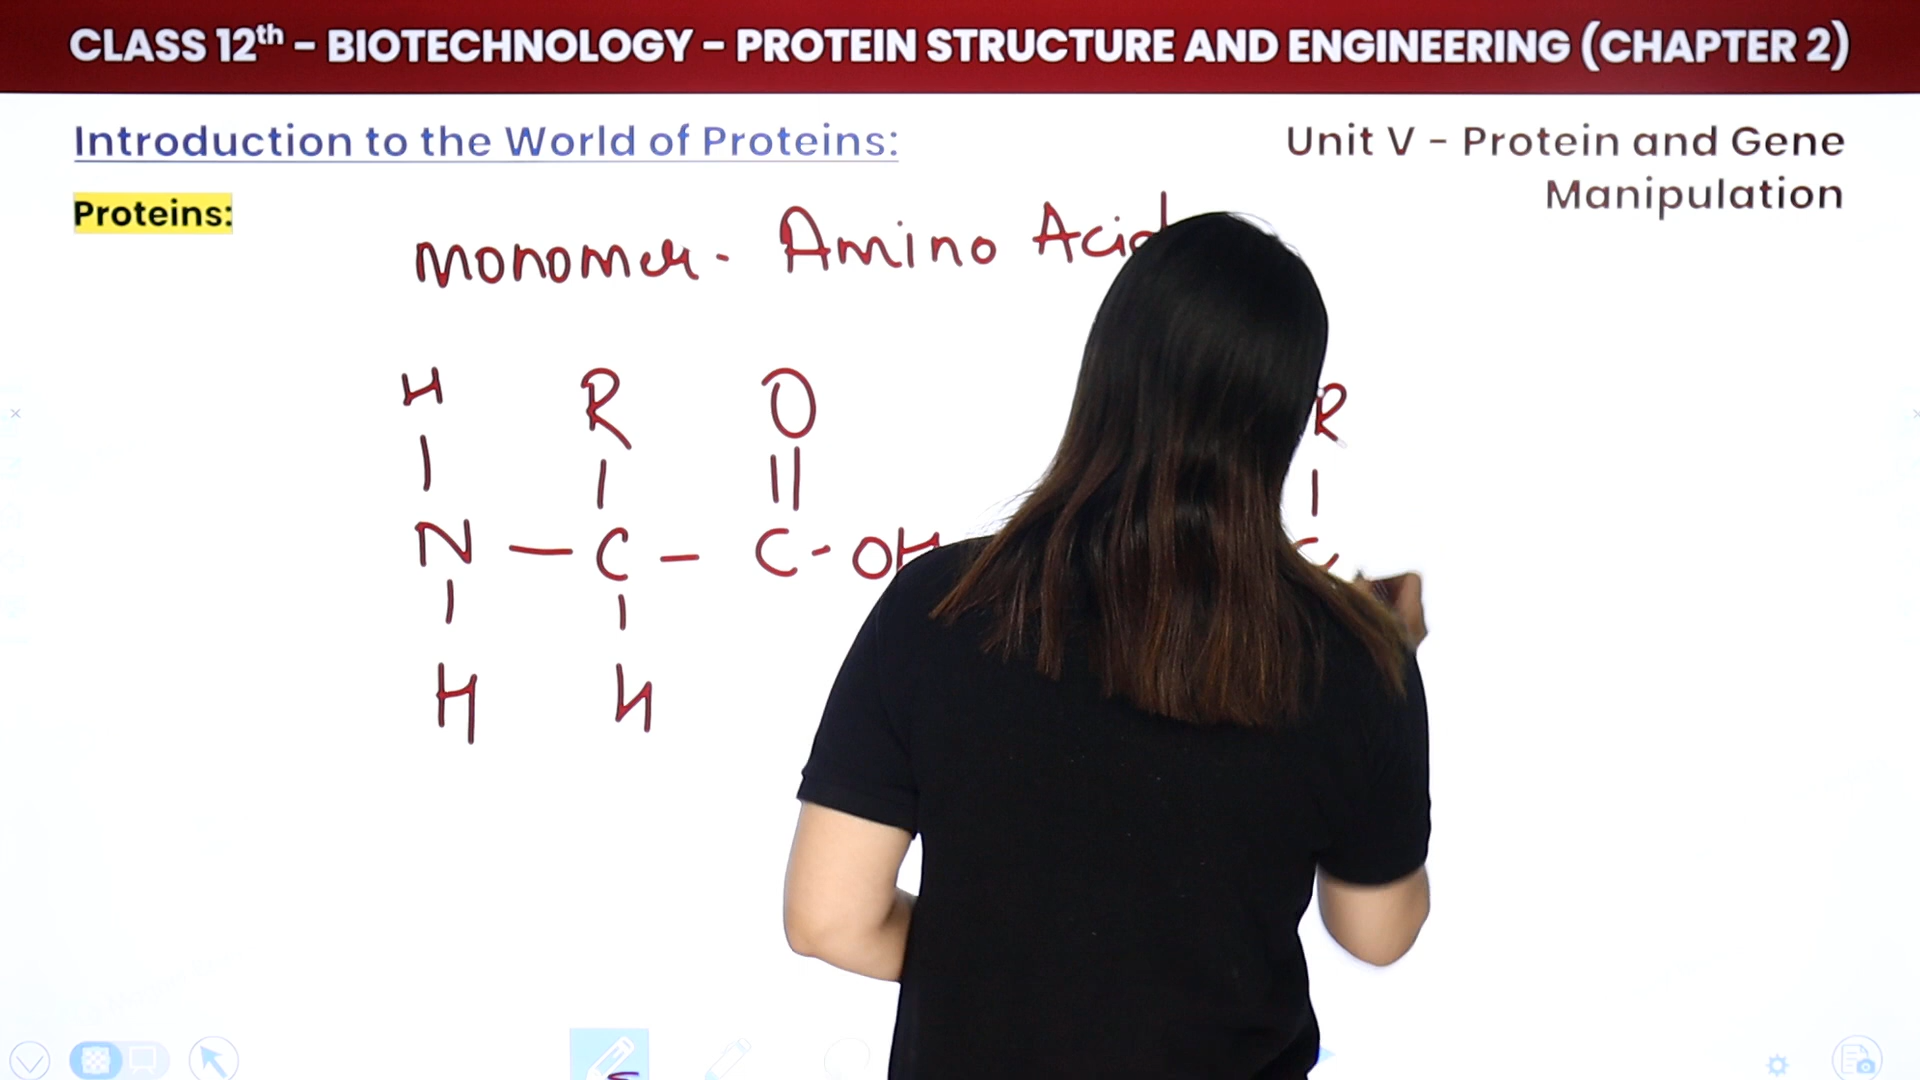 CLASS 12th – BIOTECHNOLOGY – PROTEIN STRUCTURE AND ENGINEERING (CHAPTER 2)
Introduction to the World of Proteins:
Unit V – Protein and Gene
Manipulation
Proteins:
Monomer - Amino Acid
H R O R
N — C — C - OH C
H H